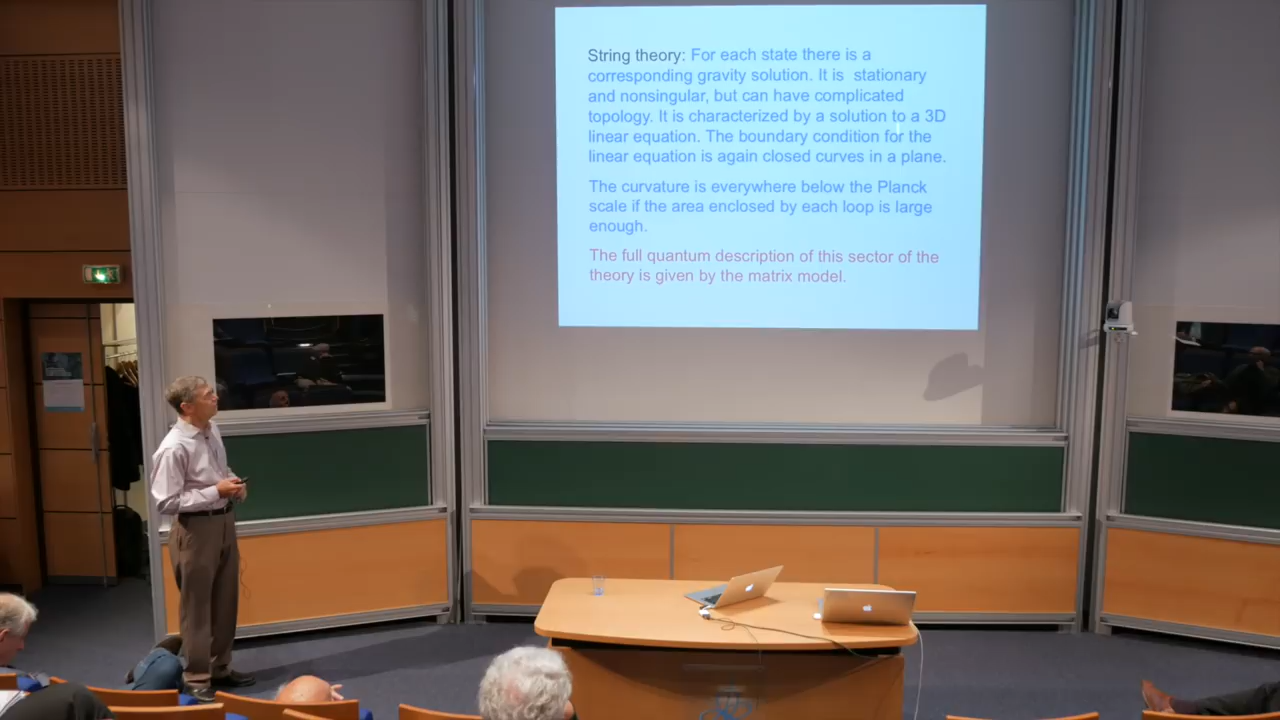 String theory: For each state there is a
corresponding gravity solution. It is stationary
and nonsingular, but can have complicated
topology. It is characterized by a solution to a 3D
linear equation. The boundary condition for the
linear equation is again closed curves in a plane.
The curvature is everywhere below the Planck
scale if the area enclosed by each loop is large
enough.
The full quantum description of this sector of the
theory is given by the matrix model.